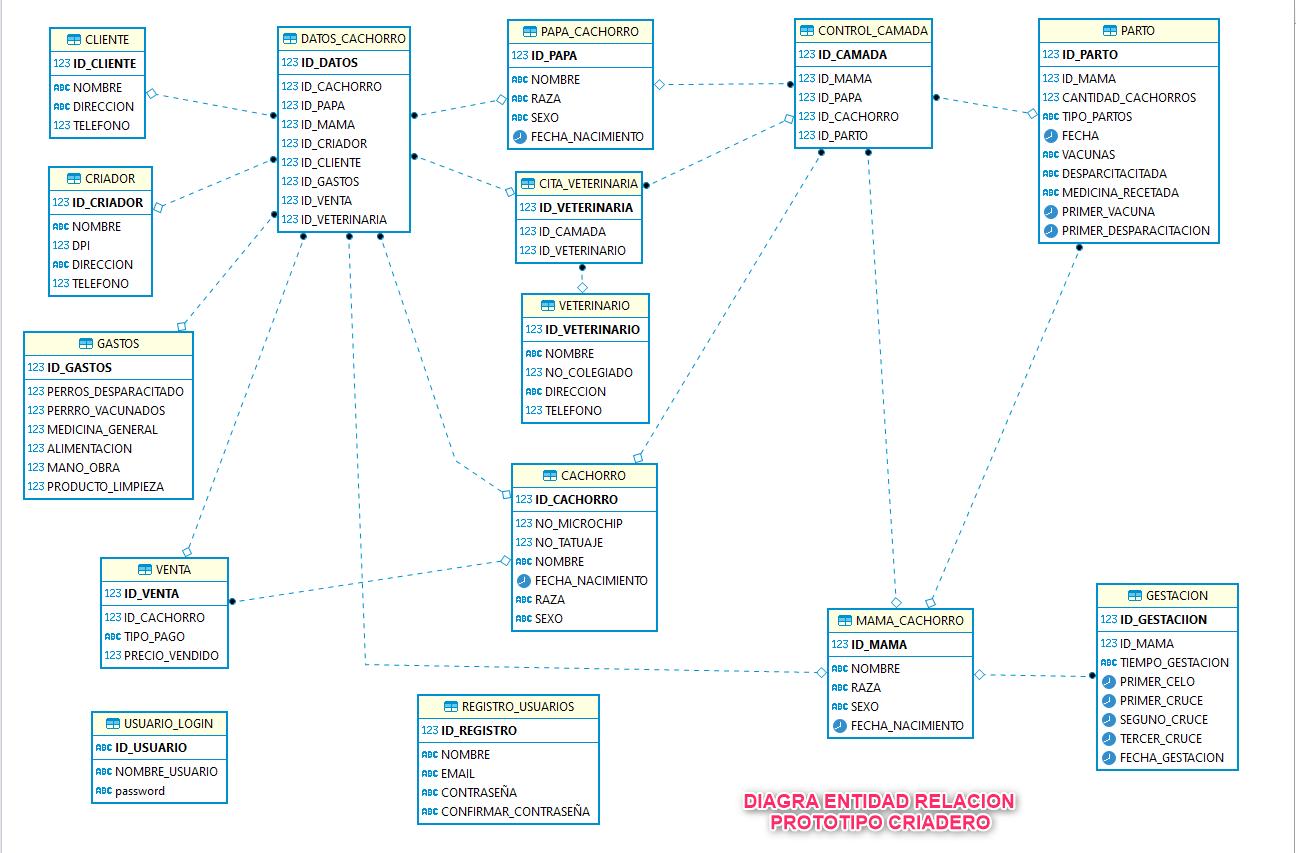 CLIENTE
123 ID_CLIENTE
ABC NOMBRE
ABC DIRECCION
123 TELEFONO
DATOS_CACHORRO
123 ID_DATOS
123 ID_CACHORRO
123 ID_PAPA
123 ID_MAMA
123 ID_CRIADOR
123 ID_CLIENTE
123 ID_GASTOS
123 ID_VENTA
123 ID_VETERINARIA
PAPA_CACHORRO
123 ID_PAPA
ABC NOMBRE
ABC RAZA
ABC SEXO
FECHA_NACIMIENTO
CONTROL_CAMADA
123 ID_CAMADA
123 ID_MAMA
123 ID_PAPA
123 ID_CACHORRO
123 ID_PARTO
PARTO
123 ID_PARTO
123 ID_MAMA
123 CANTIDAD_CACHORROS
ABC TIPO_PARTOS
FECHA
ABC VACUNAS
ABC DESPARCITACITADA
ABC MEDICINA_RECETADA
PRIMER_VACUNA
PRIMER_DESPARACITACION
CRIADOR
123 ID_CRIADOR
ABC NOMBRE
123 DPI
ABC DIRECCION
123 TELEFONO
CITA_VETERINARIA
123 ID_VETERINARIA
123 ID_CAMADA
123 ID_VETERINARIO
VETERINARIO
123 ID_VETERINARIO
ABC NOMBRE
123 NO_COLEGIADO
ABC DIRECCION
123 TELEFONO
GASTOS
123 ID_GASTOS
123 PERROS_DESPARACITADO
123 PERRRO_VACUNADOS
123 MEDICINA_GENERAL
123 ALIMENTACION
123 MANO_OBRA
123 PRODUCTO_LIMPIEZA
CACHORRO
123 ID_CACHORRO
123 NO_MICROCHIP
123 NO_TATUAJE
ABC NOMBRE
FECHA_NACIMIENTO
ABC RAZA
ABC SEXO
VENTA
123 ID_VENTA
123 ID_CACHORRO
ABC TIPO_PAGO
123 PRECIO_VENDIDO
MAMA_CACHORRO
123 ID_MAMA
ABC NOMBRE
ABC RAZA
ABC SEXO
FECHA_NACIMIENTO
GESTACION
123 ID_GESTACIION
123 ID_MAMA
ABC TIEMPO_GESTACION
PRIMER_CELO
PRIMER_CRUCE
SEGUNO_CRUCE
TERCER_CRUCE
FECHA_GESTACION
USUARIO_LOGIN
ABC ID_USUARIO
ABC NOMBRE_USUARIO
ABC password
REGISTRO_USUARIOS
123 ID_REGISTRO
ABC NOMBRE
ABC EMAIL
ABC CONTRASEÑA
ABC CONFIRMAR_CONTRASEÑA
DIAGRA ENTIDAD RELACION
PROTOTIPO CRIADERO